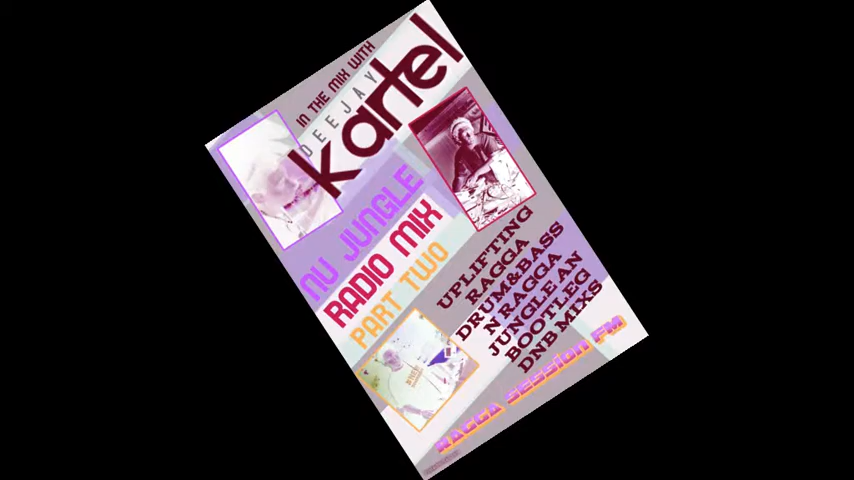 IN THE MIX WITH
DEEJAY
kartel
NU JUNGLE
RADIO MIX
PART TWO
UPLIFTING
RAGGA
DRUM&BASS
N RAGGA
JUNGLE AN
BOOTLEG
DNB MIXS
RAGGA SESSION FM